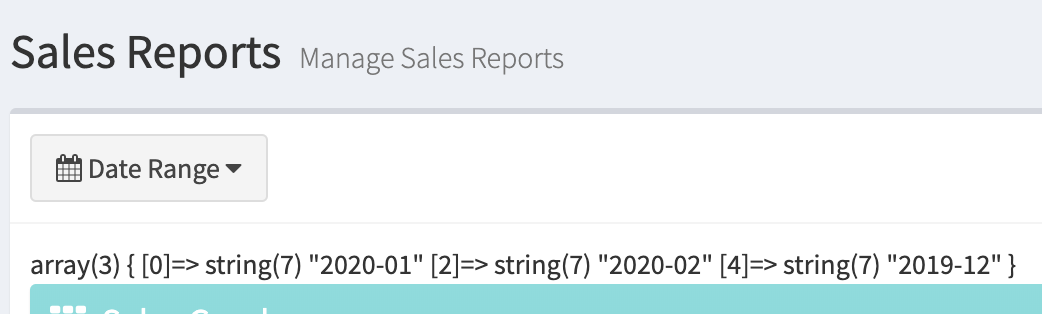 Sales Reports Manage Sales Reports
Date Range
array(3) { [0]=> string(7) "2020-01" [2]=> string(7) "2020-02" [4]=> string(7) "2019-12" }